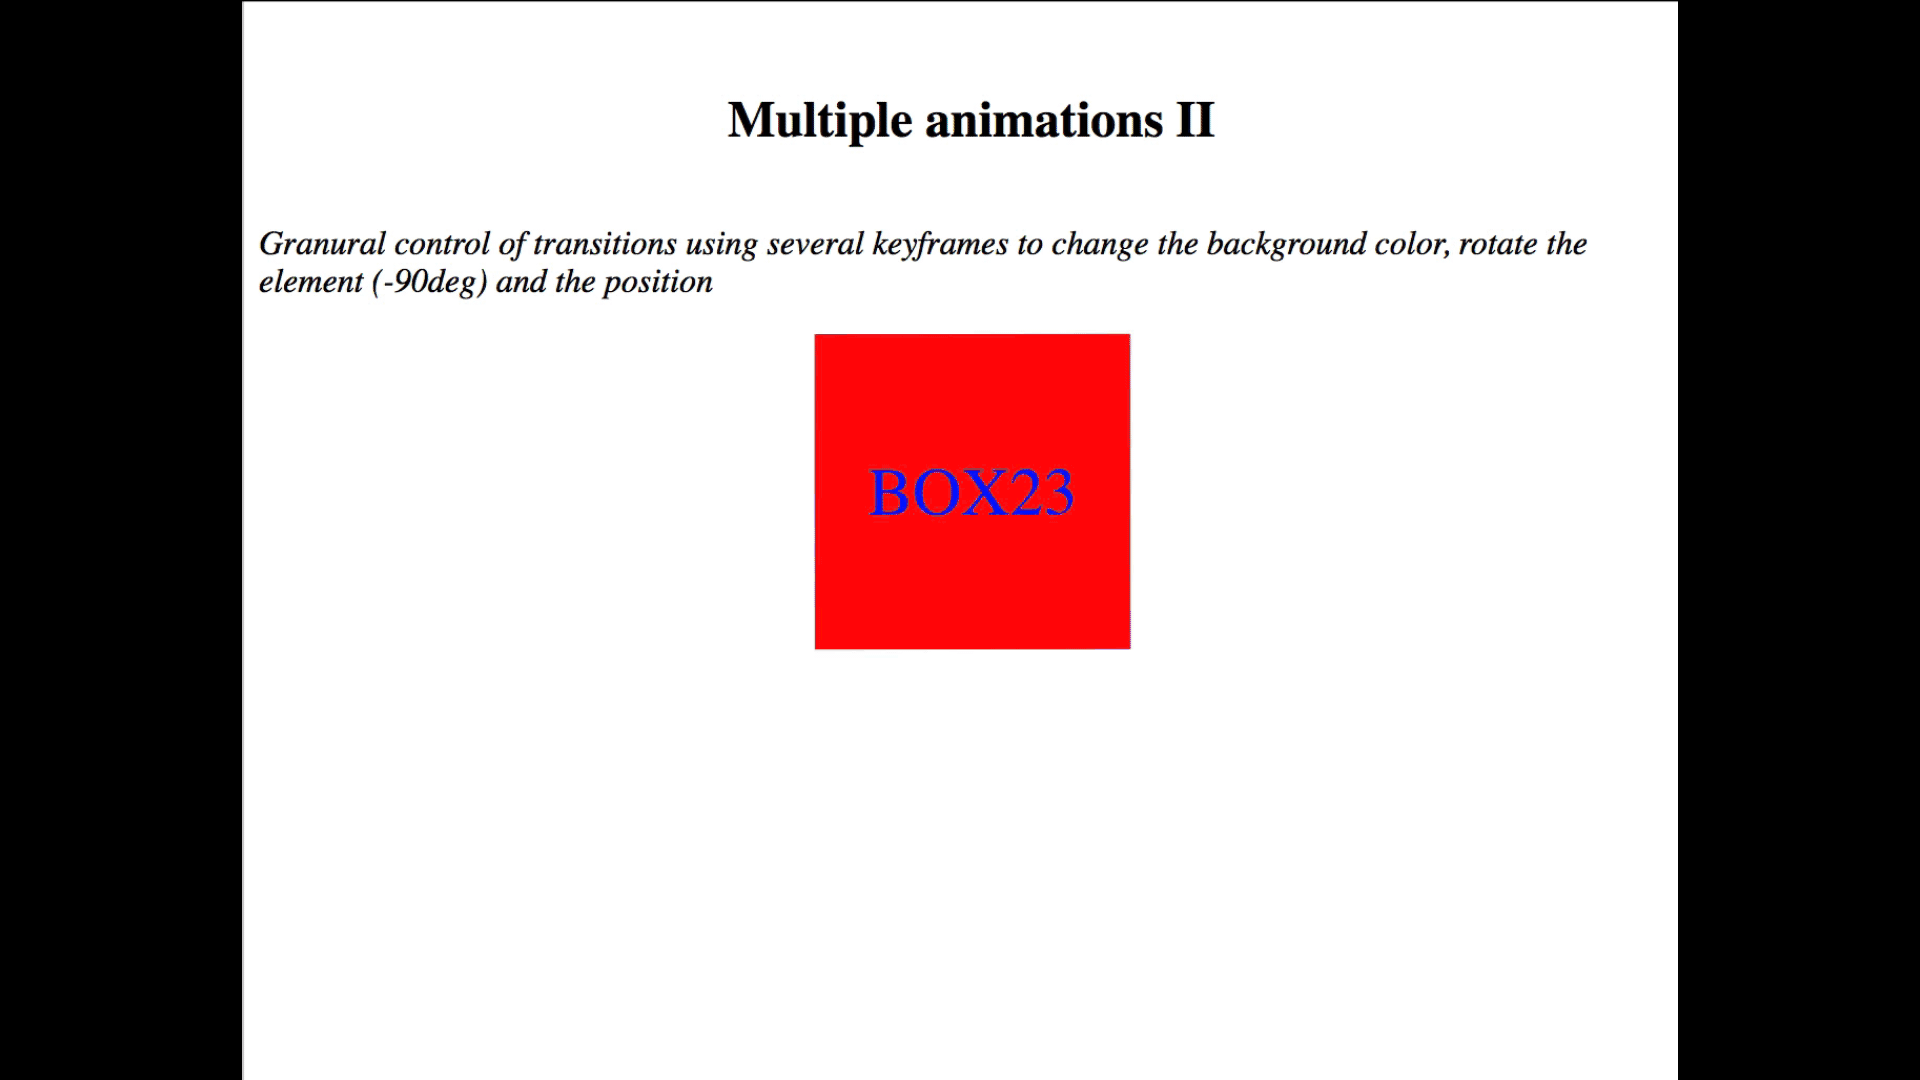 Multiple animations II
Granural control of transitions using several keyframes to change the background color, rotate the
element (-90deg) and the position
BOX23